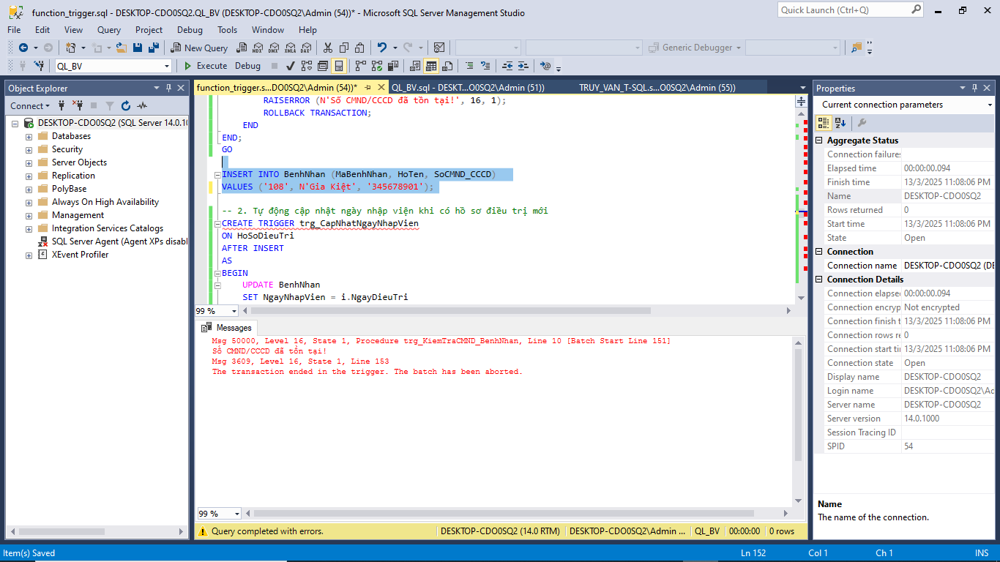 function_trigger.sql - DESKTOP-CDO0SQ2.QL_BV (DESKTOP-CDO0SQ2\Admin (54))* - Microsoft SQL Server Management Studio
Quick Launch (Ctrl+Q)
File Edit View Query Project Debug Tools Window Help
New Query
MDX DMX XMLA DAX
Generic Debugger
QL_BV
Execute Debug
Object Explorer
Connect
DESKTOP-CDO0SQ2 (SQL Server 14.0.10
Databases
Security
Server Objects
Replication
PolyBase
Always On High Availability
Management
Integration Services Catalogs
SQL Server Agent (Agent XPs disabl
XEvent Profiler
function_trigger.s...DO0SQ2\Admin (54))*
QL_BV.sql - DESKT...O0SQ2\Admin (51))
TRUY_VAN_T-SQL.s...O0SQ2\Admin (55))
RAISERROR (N'Số CMND/CCCD đã tồn tại!', 16, 1);
ROLLBACK TRANSACTION;
END
END;
GO
INSERT INTO BenhNhan (MaBenhNhan, HoTen, SoCMND_CCCD)
VALUES ('108', N'Gia Kiệt', '345678901');
-- 2. Tự động cập nhật ngày nhập viện khi có hồ sơ điều trị mới
CREATE TRIGGER trg_CapNhatNgayNhapVien
ON HoSoDieuTri
AFTER INSERT
AS
BEGIN
UPDATE BenhNhan
SET NgayNhapVien = i.NgayDieuTri
99 %
Messages
Msg 50000, Level 16, State 1, Procedure trg_KiemTraCMND_BenhNhan, Line 10 [Batch Start Line 151]
Số CMND/CCCD đã tồn tại!
Msg 3609, Level 16, State 1, Line 153
The transaction ended in the trigger. The batch has been aborted.
99 %
Query completed with errors.
DESKTOP-CDO0SQ2 (14.0 RTM)
DESKTOP-CDO0SQ2\Admin ...
QL_BV
00:00:00
0 rows
Properties
Current connection parameters
Aggregate Status
Connection failures
Elapsed time 00:00:00.094
Finish time 13/3/2025 11:08:06 PM
Name DESKTOP-CDO0SQ2
Rows returned 0
Start time 13/3/2025 11:08:06 PM
State Open
Connection
Connection name DESKTOP-CDO0SQ2 (DE
Connection Details
Connection elapse 00:00:00.094
Connection encryp Not encrypted
Connection finish t 13/3/2025 11:08:06 PM
Connection rows re 0
Connection start tir 13/3/2025 11:08:06 PM
Connection state Open
Display name DESKTOP-CDO0SQ2
Login name DESKTOP-CDO0SQ2\Ad
Server name DESKTOP-CDO0SQ2
Server version 14.0.1000
Session Tracing ID
SPID 54
Name
The name of the connection.
Item(s) Saved
Ln 152 Col 1 Ch 1 INS